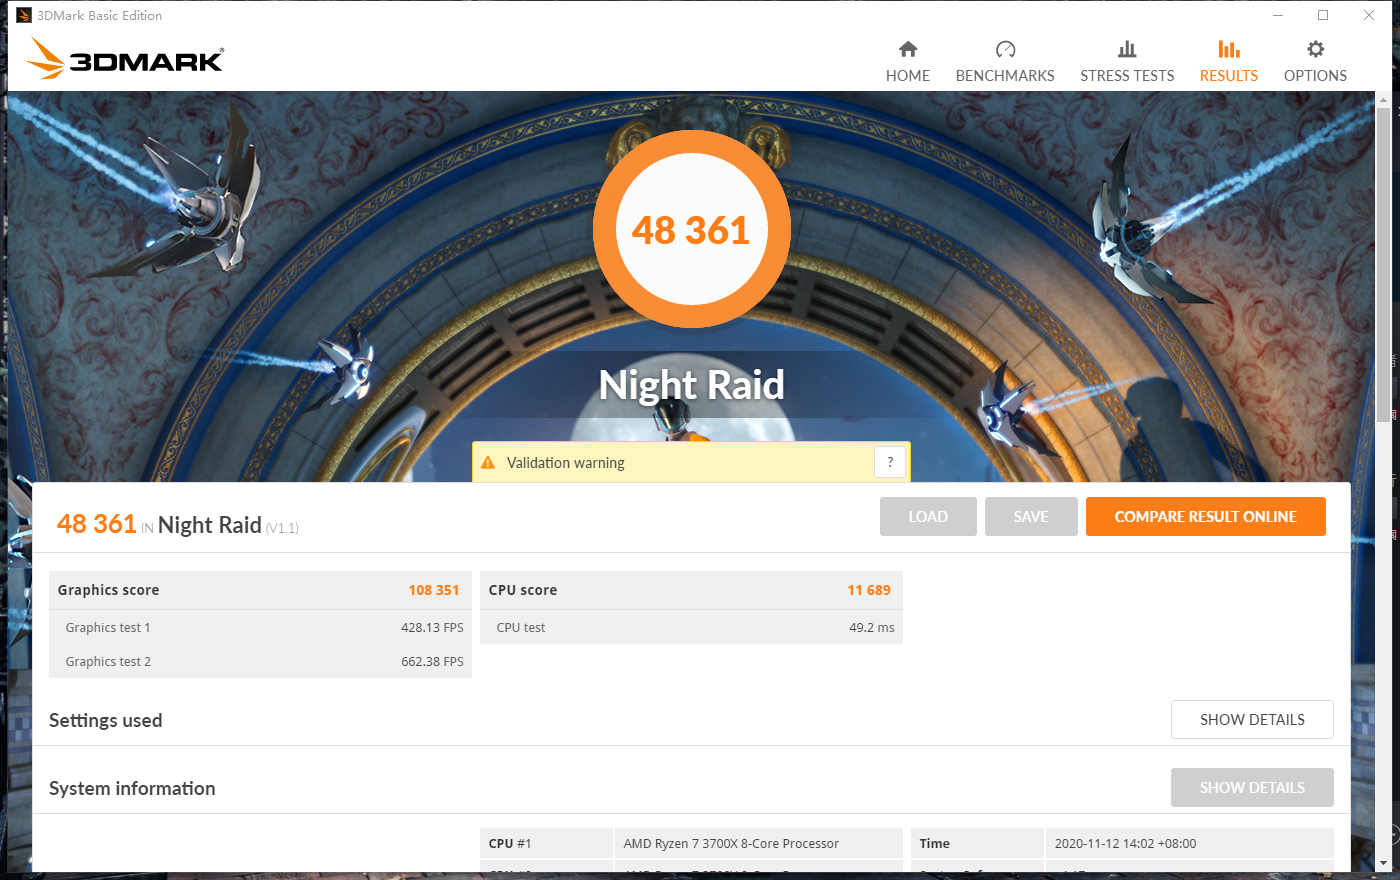 3DMark Basic Edition
3DMARK®
HOME
BENCHMARKS
STRESS TESTS
RESULTS
OPTIONS
48 361
Night Raid
Validation warning
?
48 361 IN Night Raid (V1.1)
LOAD
SAVE
COMPARE RESULT ONLINE
Graphics score 108 351
Graphics test 1 428.13 FPS
Graphics test 2 662.38 FPS
CPU score 11 689
CPU test 49.2 ms
Settings used
SHOW DETAILS
System information
SHOW DETAILS
CPU #1 AMD Ryzen 7 3700X 8-Core Processor
Time 2020-11-12 14:02 +08:00